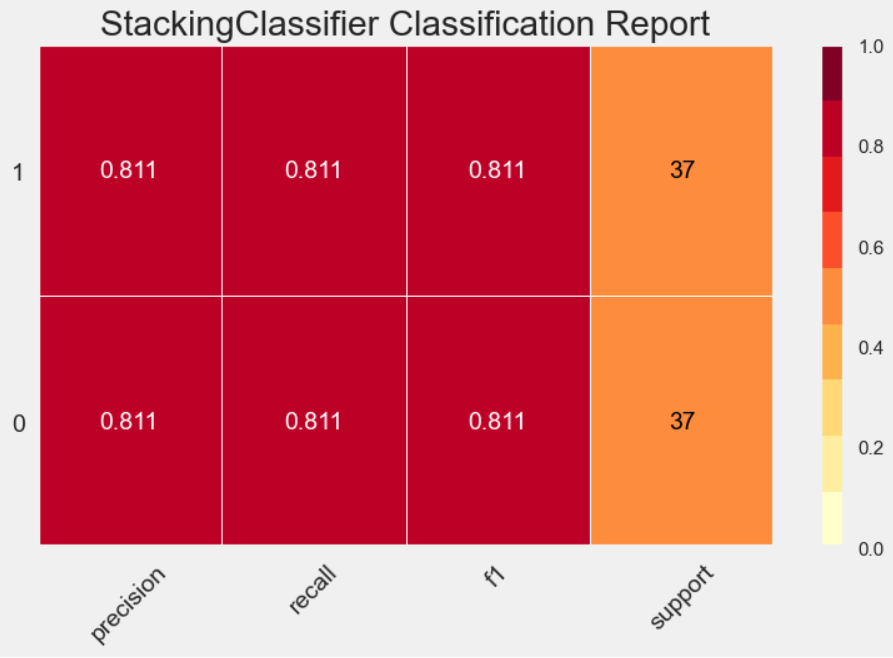 StackingClassifier Classification Report
1.0
1 0.811 0.811 0.811 37
0.8
0.6
0.4
0 0.811 0.811 0.811 37
0.2
0.0
precision recall f1 support